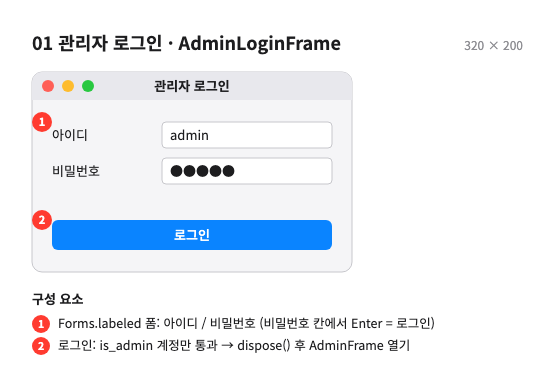 01 관리자 로그인 · AdminLoginFrame
320 × 200
관리자 로그인
1
아이디 admin
비밀번호 ●●●●●
2
로그인
구성 요소
1 Forms.labeled 폼: 아이디 / 비밀번호 (비밀번호 칸에서 Enter = 로그인)
2 로그인: is_admin 계정만 통과 → dispose() 후 AdminFrame 열기